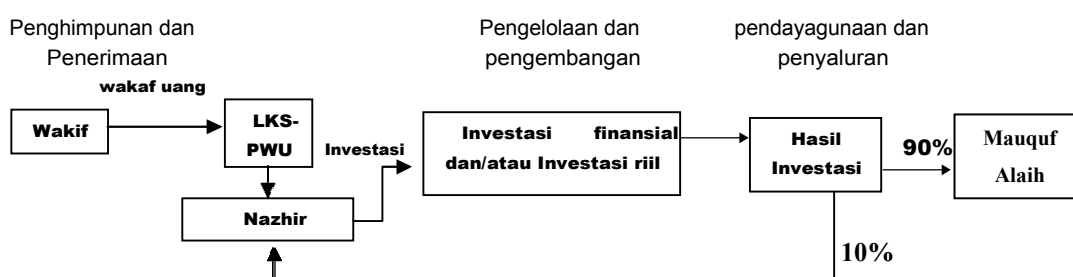 Penghimpunan dan
Penerimaan
Pengelolaan dan
pengembangan
pendayagunaan dan
penyaluran
wakaf uang
Wakif
LKS-
PWU
Investasi
Investasi finansial
dan/atau Investasi riil
Hasil
Investasi
90%
Mauquf
Alaih
Nazhir
10%